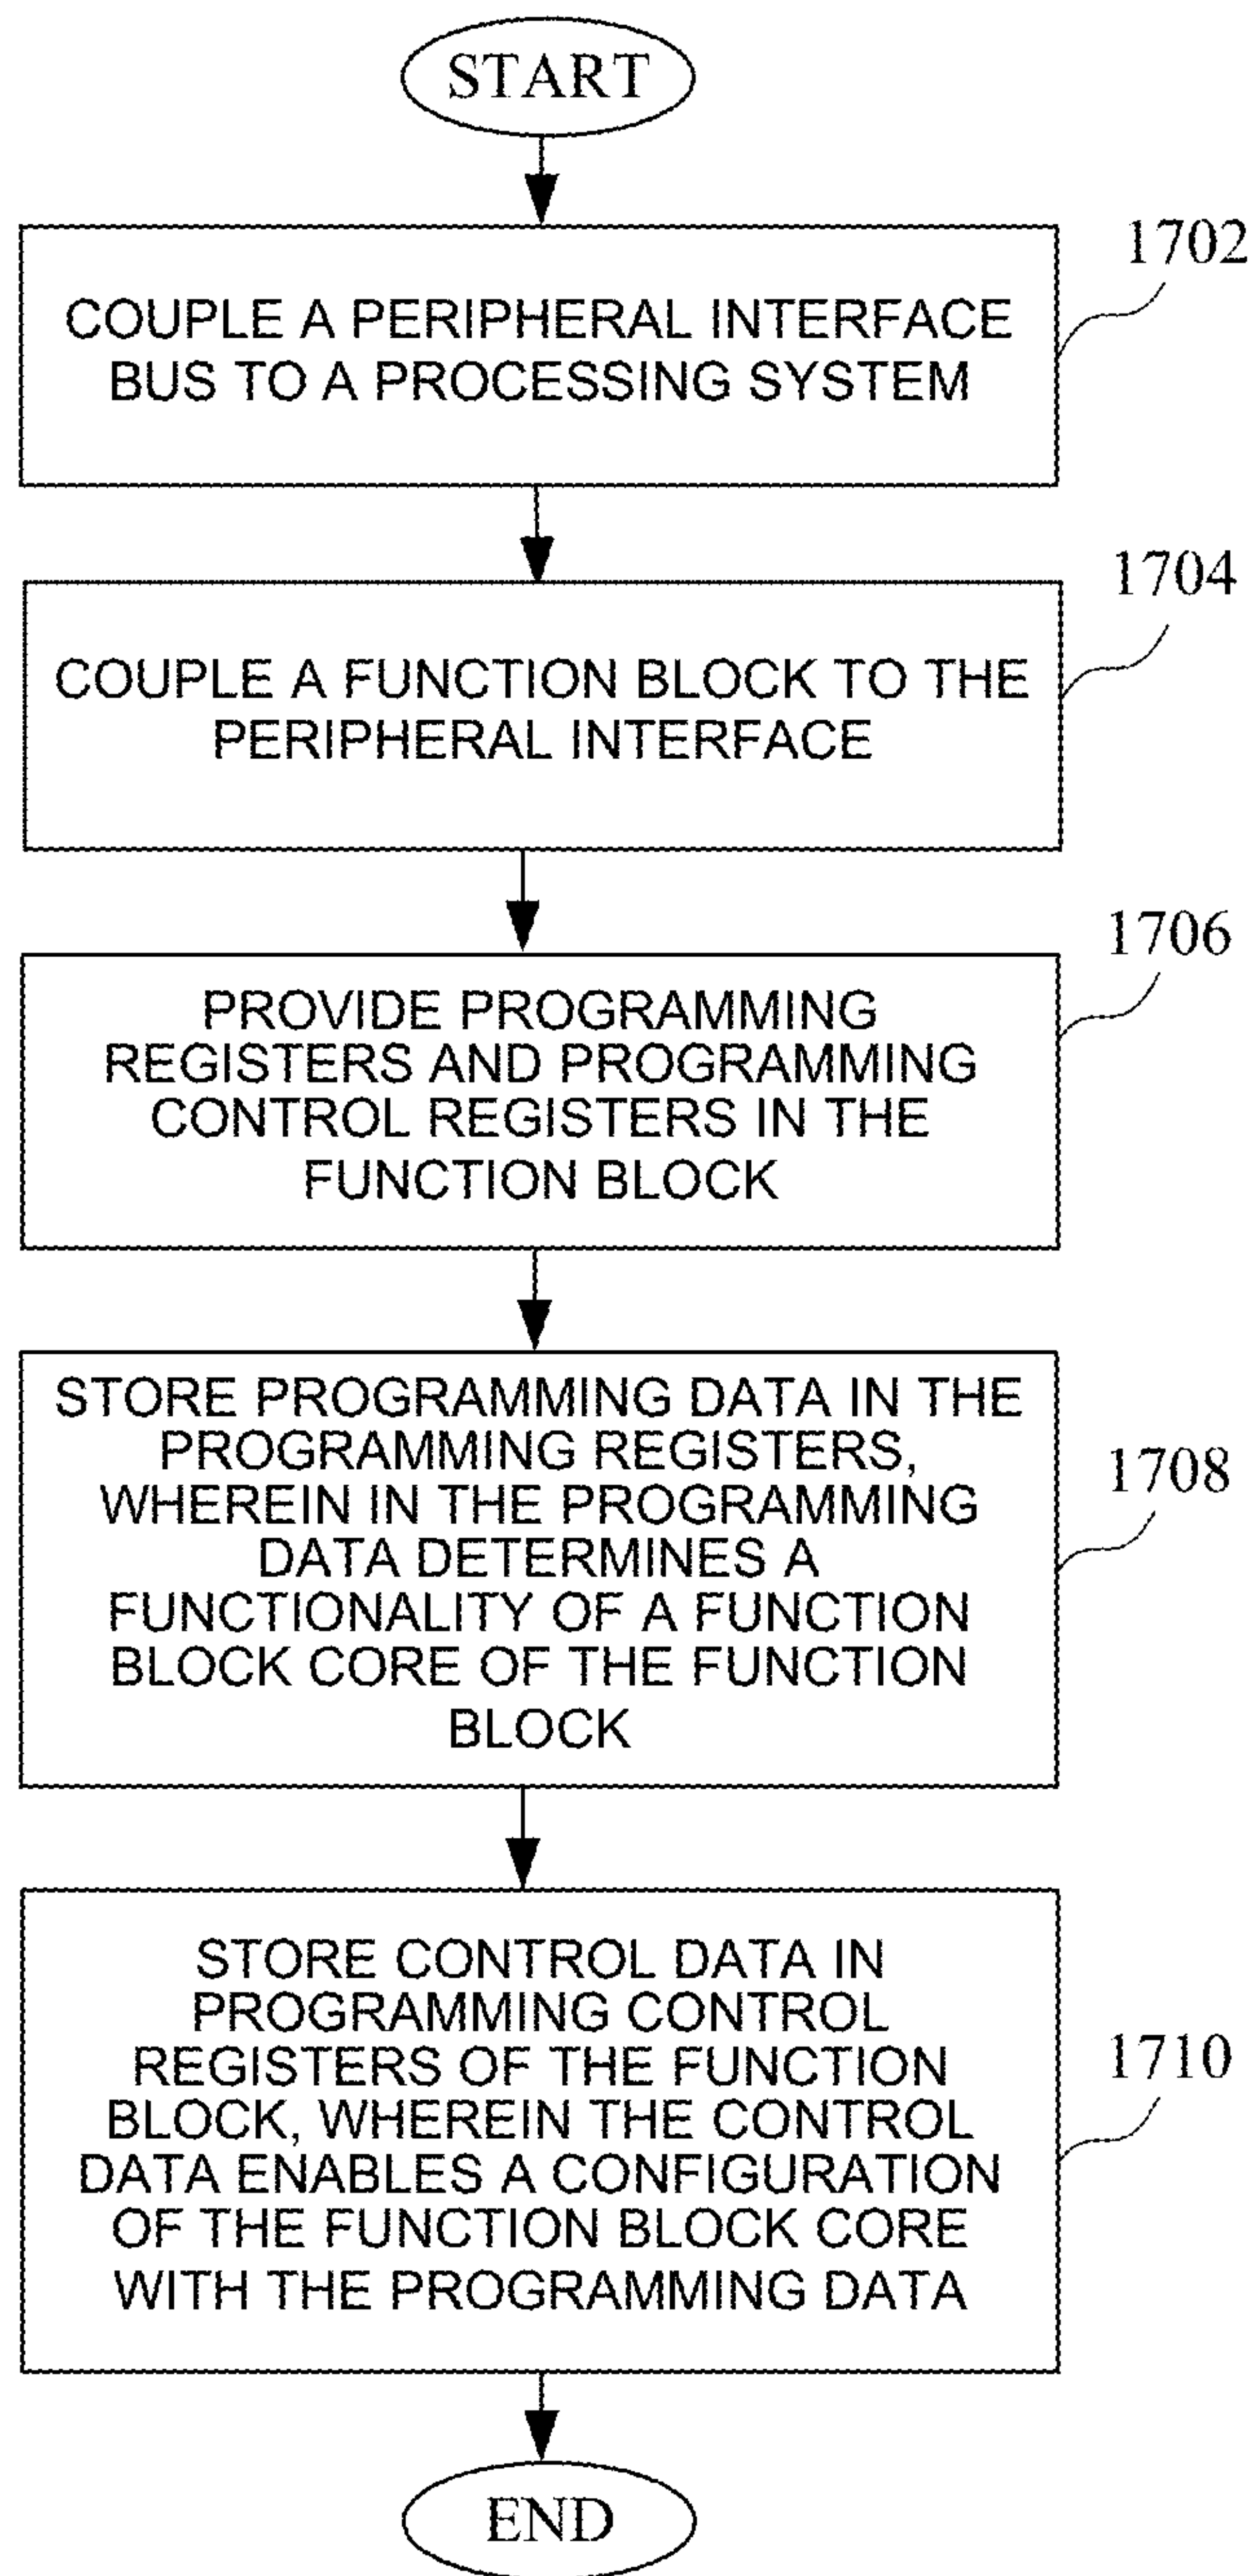 START
1702
COUPLE A PERIPHERAL INTERFACE
BUS TO A PROCESSING SYSTEM
1704
COUPLE A FUNCTION BLOCK TO THE
PERIPHERAL INTERFACE
1706
PROVIDE PROGRAMMING
REGISTERS AND PROGRAMMING
CONTROL REGISTERS IN THE
FUNCTION BLOCK
1708
STORE PROGRAMMING DATA IN THE
PROGRAMMING REGISTERS,
WHEREIN IN THE PROGRAMMING
DATA DETERMINES A
FUNCTIONALITY OF A FUNCTION
BLOCK CORE OF THE FUNCTION
BLOCK
1710
STORE CONTROL DATA IN
PROGRAMMING CONTROL
REGISTERS OF THE FUNCTION
BLOCK, WHEREIN THE CONTROL
DATA ENABLES A CONFIGURATION
OF THE FUNCTION BLOCK CORE
WITH THE PROGRAMMING DATA
END